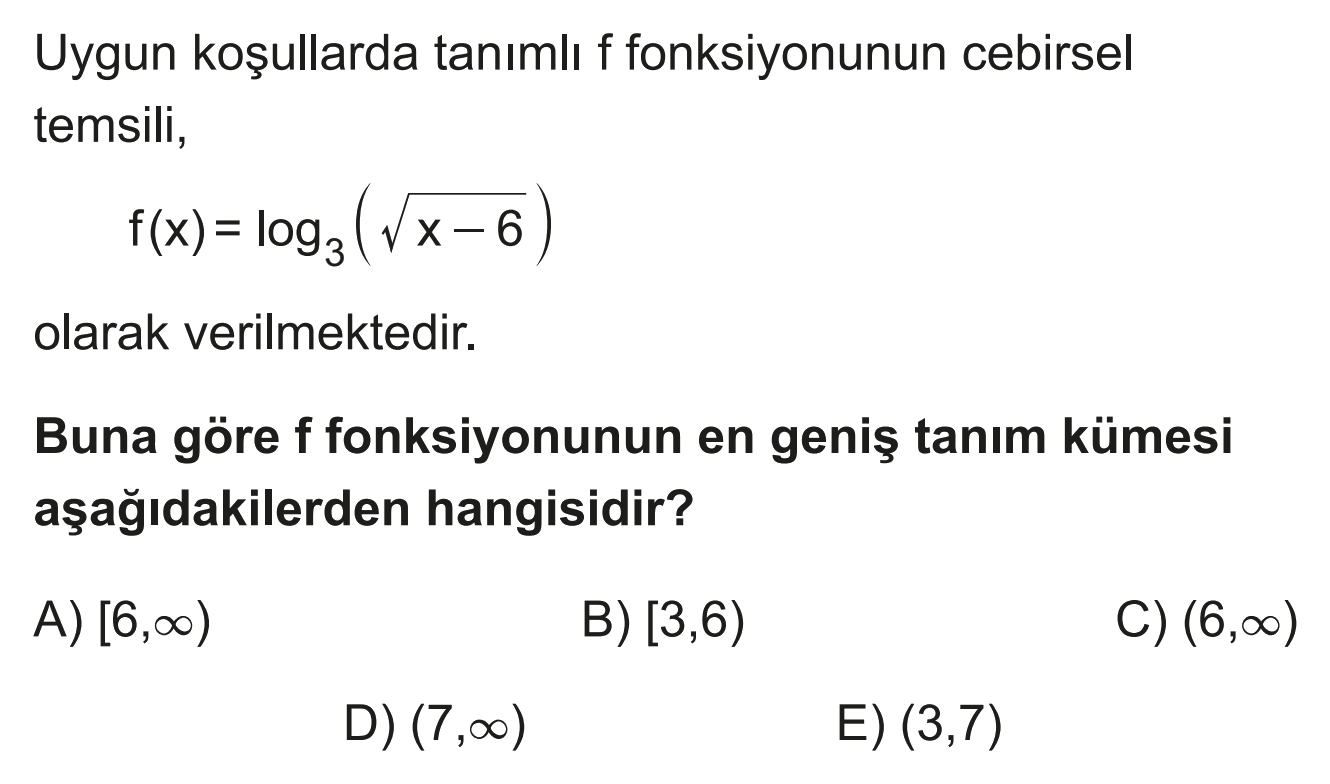 Uygun koşullarda tanımlı f fonksiyonunun cebirsel
temsili,
f(x) = log₃(√(x – 6))
olarak verilmektedir.
Buna göre f fonksiyonunun en geniş tanım kümesi
aşağıdakilerden hangisidir?
A) [6,∞) B) [3,6) C) (6,∞)
D) (7,∞) E) (3,7)